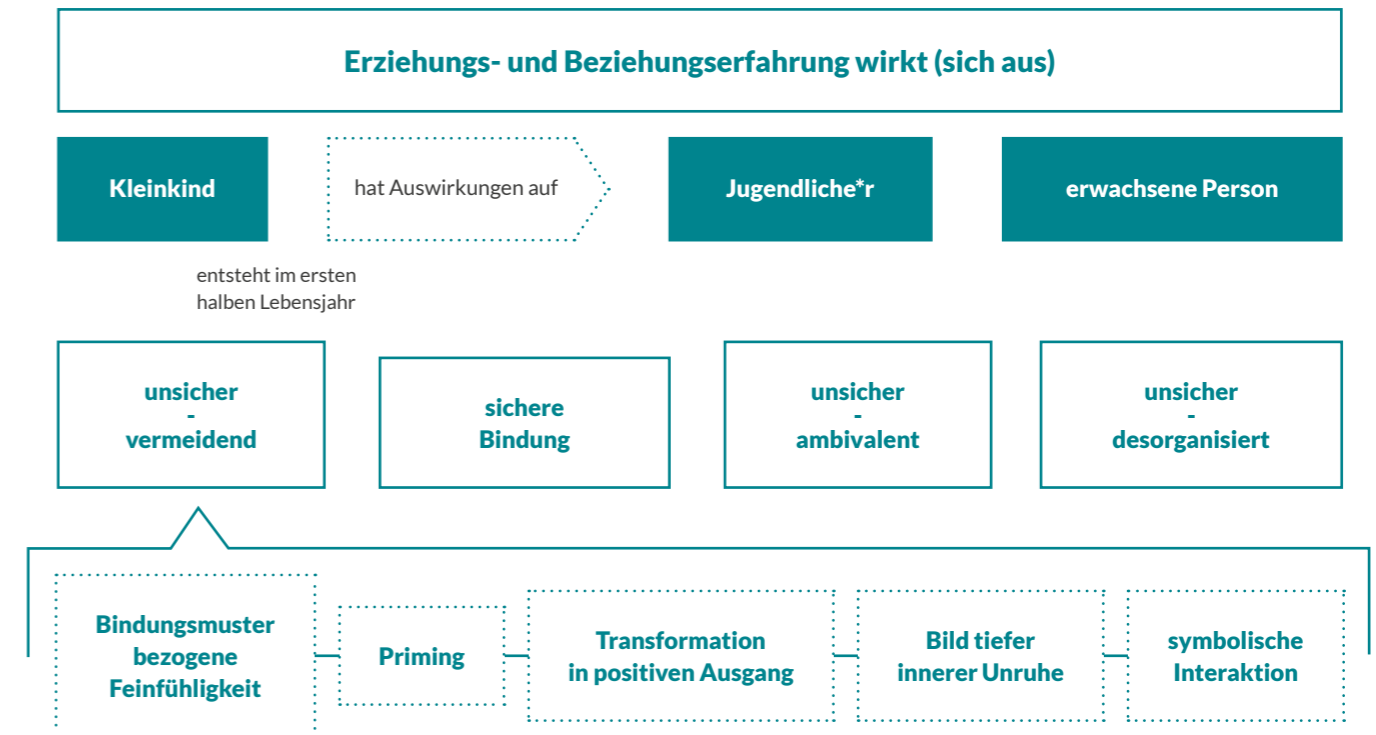 Erziehungs- und Beziehungserfahrung wirkt (sich aus)
Kleinkind
hat Auswirkungen auf
Jugendliche*r
erwachsene Person
entsteht im ersten
halben Lebensjahr
unsicher
-
vermeidend
sichere
Bindung
unsicher
-
ambivalent
unsicher
-
desorganisiert
Bindungsmuster
bezogene
Feinfühligkeit
Priming
Transformation
in positiven Ausgang
Bild tiefer
innerer Unruhe
symbolische
Interaktion